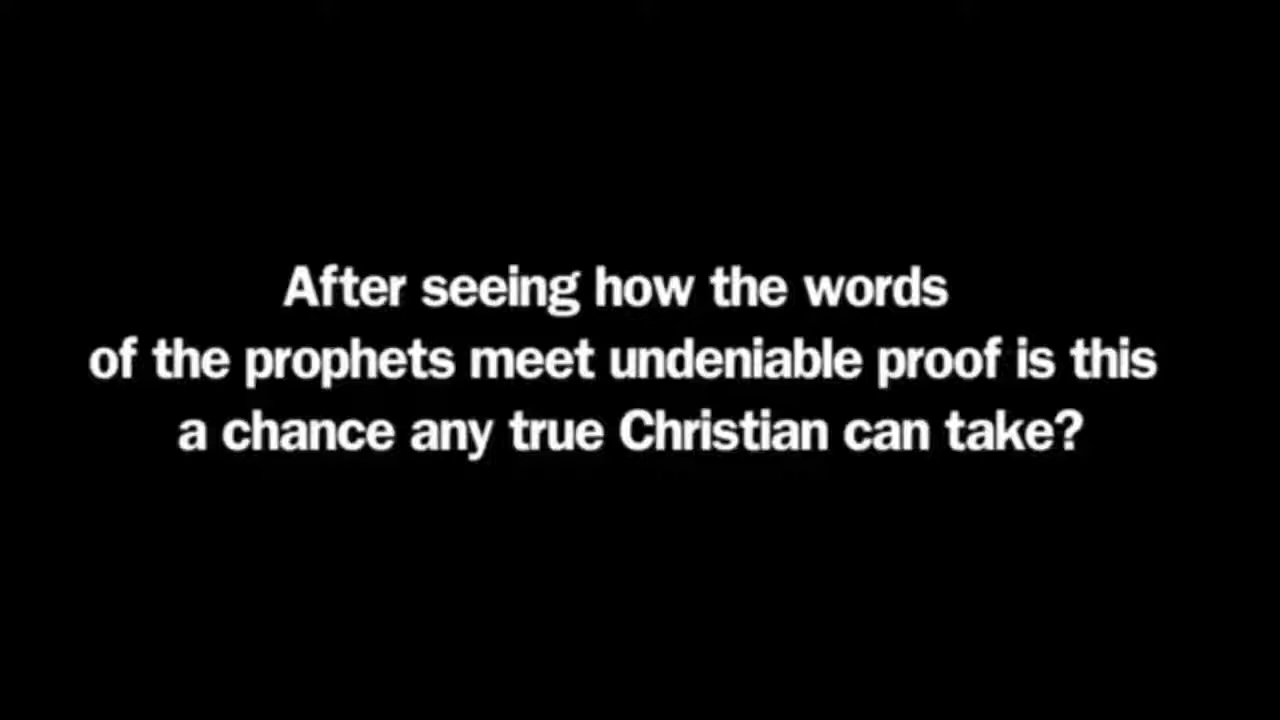 After seeing how the words
of the prophets meet undeniable proof is this
a chance any true Christian can take?